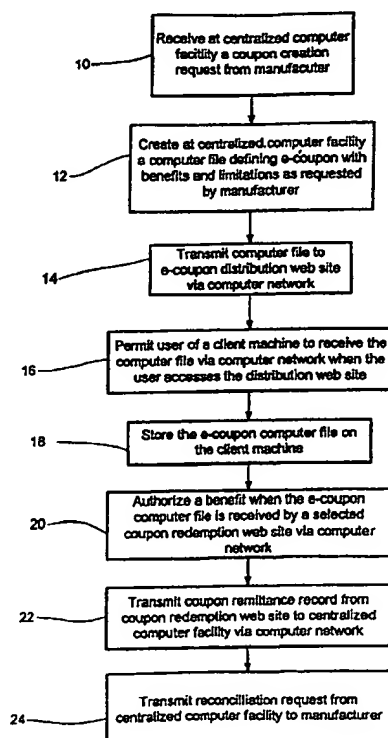 Receive at centralized computer
facitility a coupon creation
request from manufacuter
10
Create at centralized.computer facility
a computer file defining e-coupon with
benefits and limitations as requested
by manufacturer
12
Transmit computer file to
e-coupon distribution web site
via computer network
14
Permit user of a client machine to receive the
computer file via computer network when the
user accesses the distribution web site
16
Store the e-coupon computer file on
the client machine
18
Authorize a benefit when the e-coupon
computer file is received by a selected
coupon redemption web site via computer
network
20
Transmit coupon remittance record from
coupon redemption web site to centralized
computer facility via computer network
22
Transmit reconcilliation request from
centralized computer facility to manufacturer
24